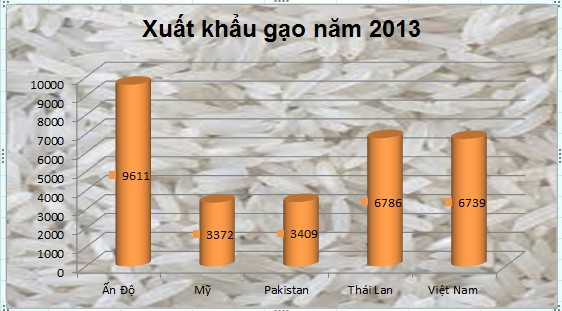 Xuất khẩu gạo năm 2013
10000
9000
8000
7000
6000
5000
4000
3000
2000
1000
0
9611
3372
3409
6786
6739
Ấn Độ
Mỹ
Pakistan
Thái Lan
Việt Nam